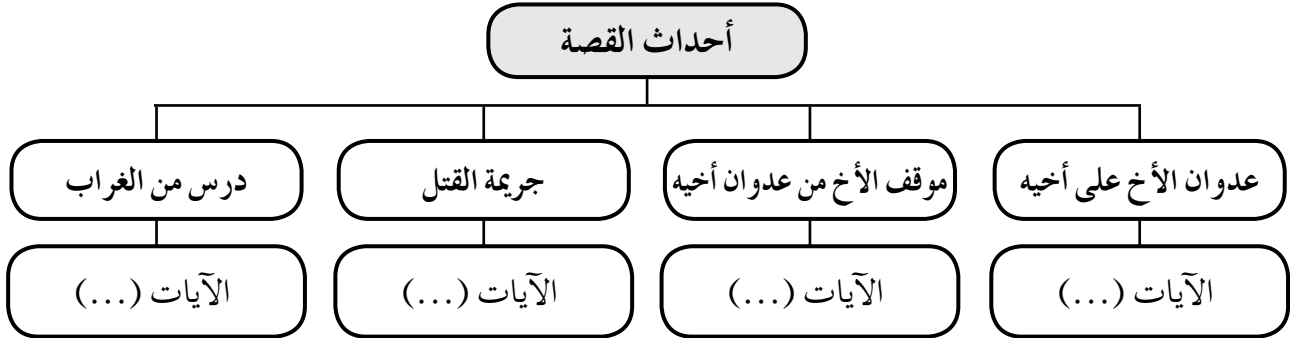 أحداث القصة
عدوان الأخ على أخيه
موقف الأخ من عدوان أخيه
جريمة القتل
درس من الغراب
الآيات (...)
الآيات (...)
الآيات (...)
الآيات (...)